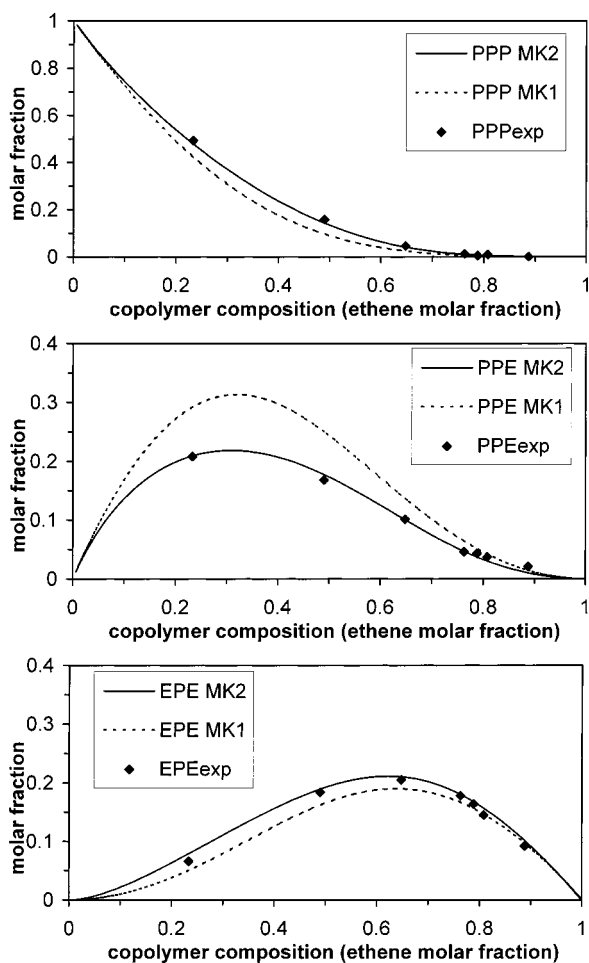 1
0.8
0.6
0.4
0.2
0
molar fraction
PPP MK2
PPP MK1
PPPexp
0 0.2 0.4 0.6 0.8 1
copolymer composition (ethene molar fraction)
0.4
0.3
0.2
0.1
0
molar fraction
PPE MK2
PPE MK1
PPEexp
0 0.2 0.4 0.6 0.8 1
copolymer composition (ethene molar fraction)
0.4
0.3
0.2
0.1
0
molar fraction
EPE MK2
EPE MK1
EPEexp
0 0.2 0.4 0.6 0.8 1
copolymer composition (ethene molar fraction)